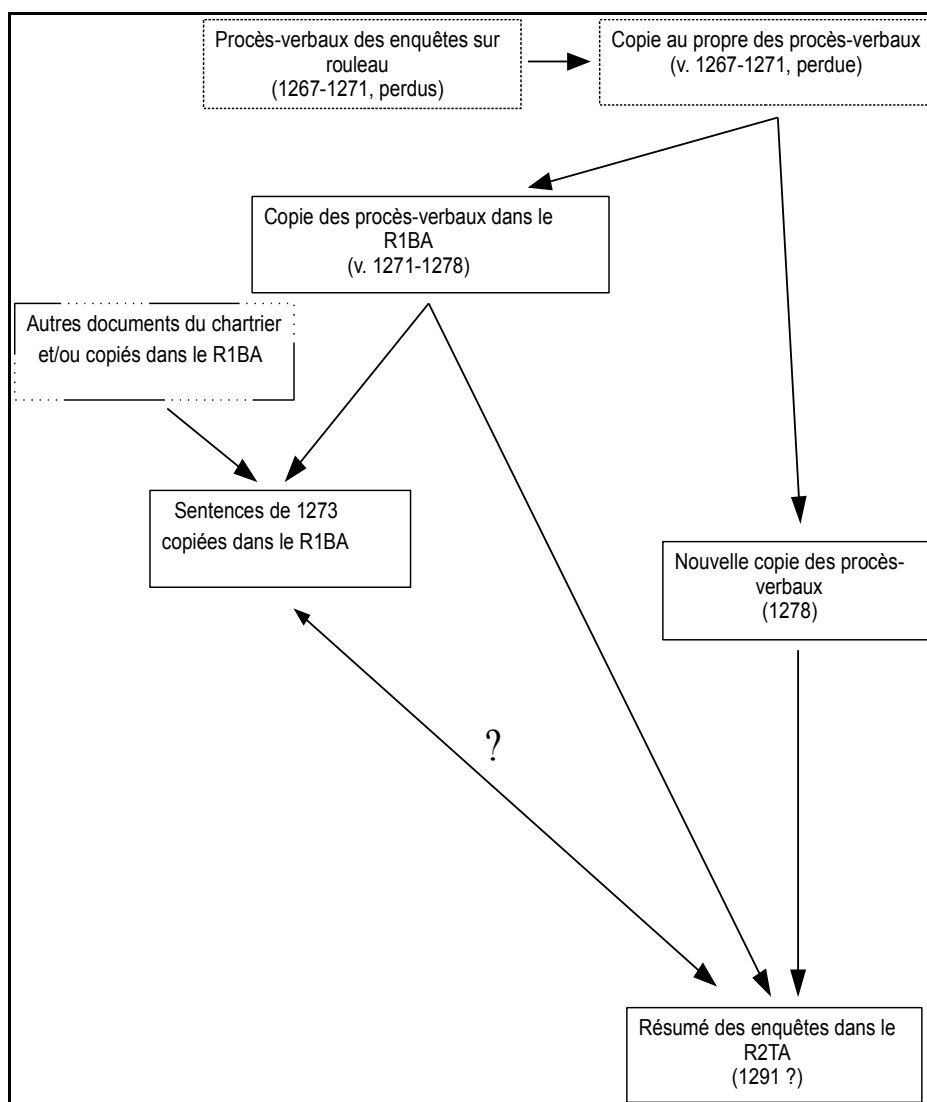 Procès-verbaux des enquêtes sur
rouleau
(1267-1271, perdus)
Copie au propre des procès-verbaux
(v. 1267-1271, perdue)
Copie des procès-verbaux dans le
R1BA
(v. 1271-1278)
Autres documents du chartrier
et/ou copiés dans le R1BA
Sentences de 1273
copiées dans le R1BA
Nouvelle copie des procès-
verbaux
(1278)
?
Résumé des enquêtes dans le
R2TA
(1291 ?)